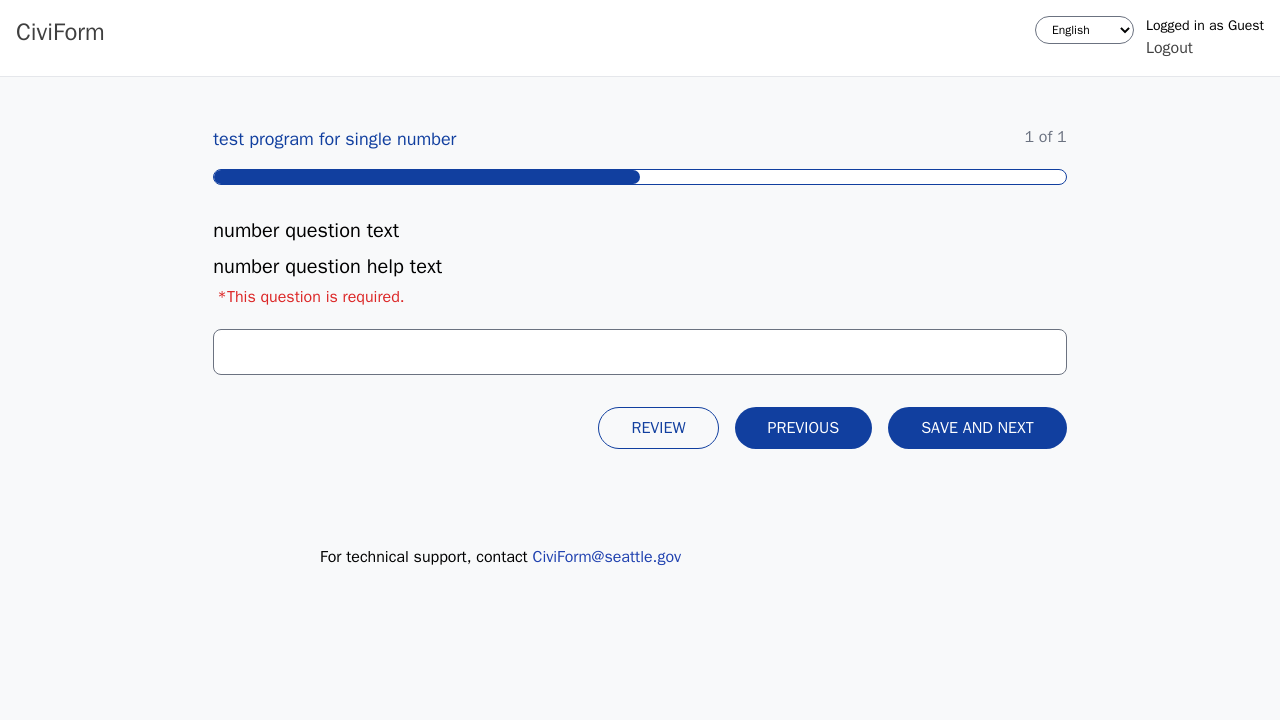 CiviForm
English
Logged in as Guest
Logout
test program for single number
1 of 1
number question text
number question help text
*This question is required.
REVIEW
PREVIOUS
SAVE AND NEXT
For technical support, contact CiviForm@seattle.gov